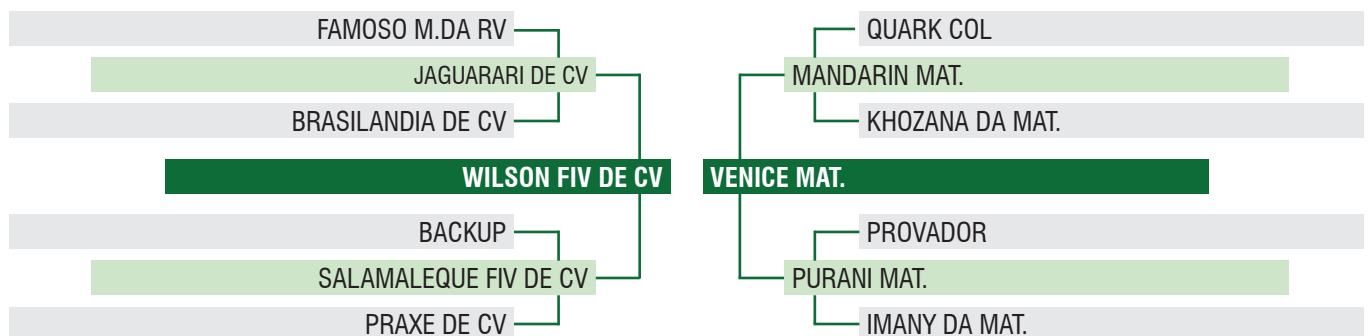 FAMOSO M.DA RV
JAGUARARI DE CV
BRASILANDIA DE CV
WILSON FIV DE CV
BACKUP
SALAMALEQUE FIV DE CV
PRAXE DE CV
QUARK COL
MANDARIN MAT.
KHOZANA DA MAT.
VENICE MAT.
PROVADOR
PURANI MAT.
IMANY DA MAT.